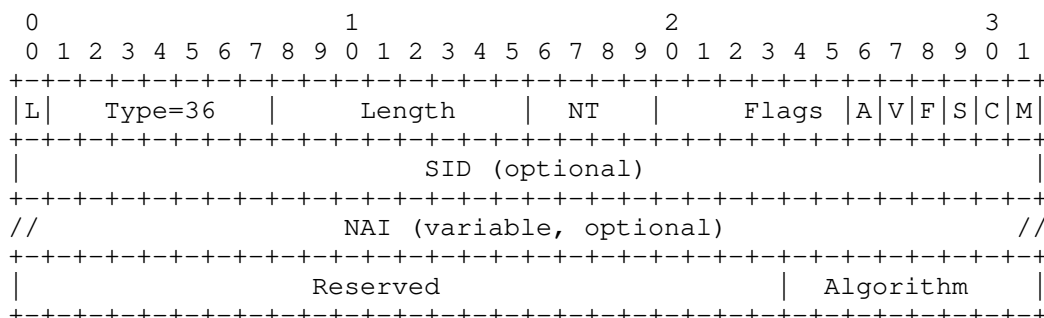 0                   1                   2                   3
 0 1 2 3 4 5 6 7 8 9 0 1 2 3 4 5 6 7 8 9 0 1 2 3 4 5 6 7 8 9 0 1
+-+-+-+-+-+-+-+-+-+-+-+-+-+-+-+-+-+-+-+-+-+-+-+-+-+-+-+-+-+-+-+-+
|L|   Type=36   |     Length    |  NT   |     Flags |A|V|F|S|C|M|
+-+-+-+-+-+-+-+-+-+-+-+-+-+-+-+-+-+-+-+-+-+-+-+-+-+-+-+-+-+-+-+-+
|                         SID (optional)                        |
+-+-+-+-+-+-+-+-+-+-+-+-+-+-+-+-+-+-+-+-+-+-+-+-+-+-+-+-+-+-+-+-+
//                   NAI (variable, optional)                  //
+-+-+-+-+-+-+-+-+-+-+-+-+-+-+-+-+-+-+-+-+-+-+-+-+-+-+-+-+-+-+-+-+
|                  Reserved                     |  Algorithm    |
+-+-+-+-+-+-+-+-+-+-+-+-+-+-+-+-+-+-+-+-+-+-+-+-+-+-+-+-+-+-+-+-+